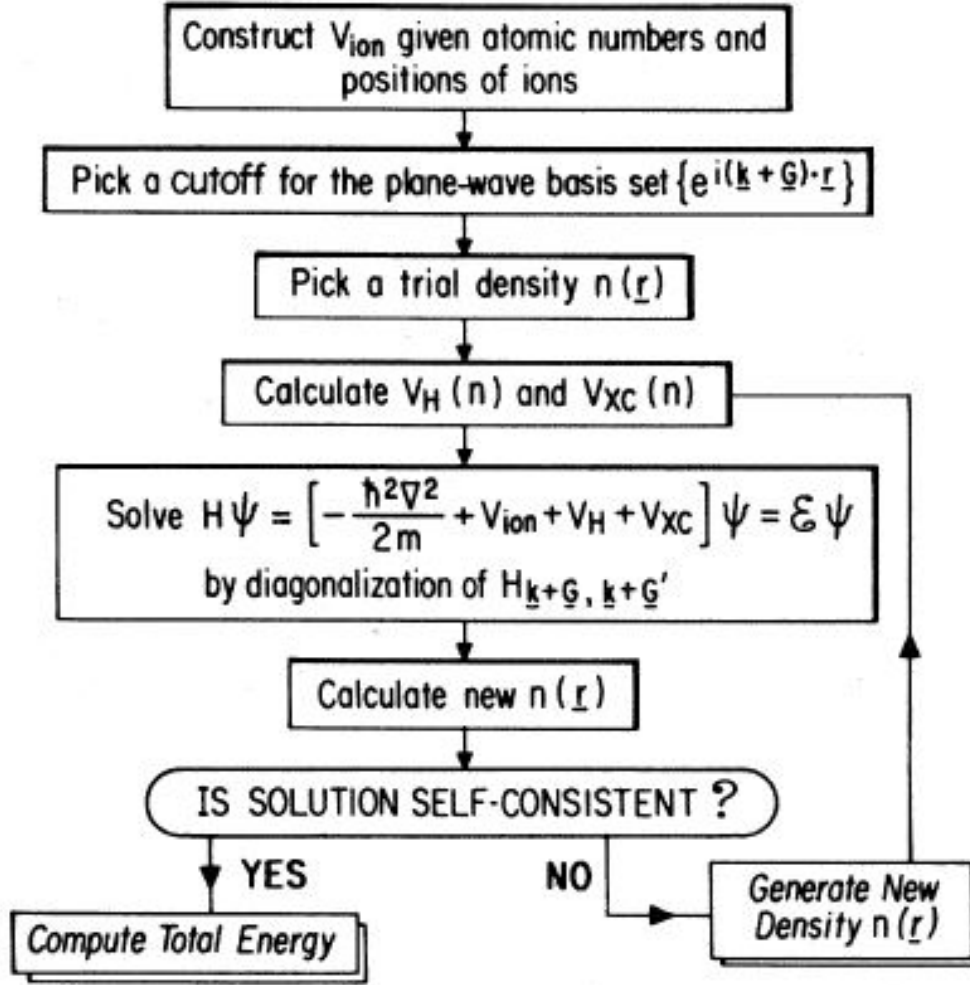 Construct V_ion given atomic numbers and
positions of ions
Pick a cutoff for the plane-wave basis set {e^{i(k̲ + G̲)·r̲}}
Pick a trial density n(r̲)
Calculate V_H(n) and V_XC(n)
Solve Hψ = [-ℏ²∇²/2m + V_ion + V_H + V_XC] ψ = ℰψ
by diagonalization of H_{k̲+G̲, k̲+G̲′}
Calculate new n(r̲)
IS SOLUTION SELF-CONSISTENT ?
YES
NO
Generate New
Density n(r̲)
Compute Total Energy